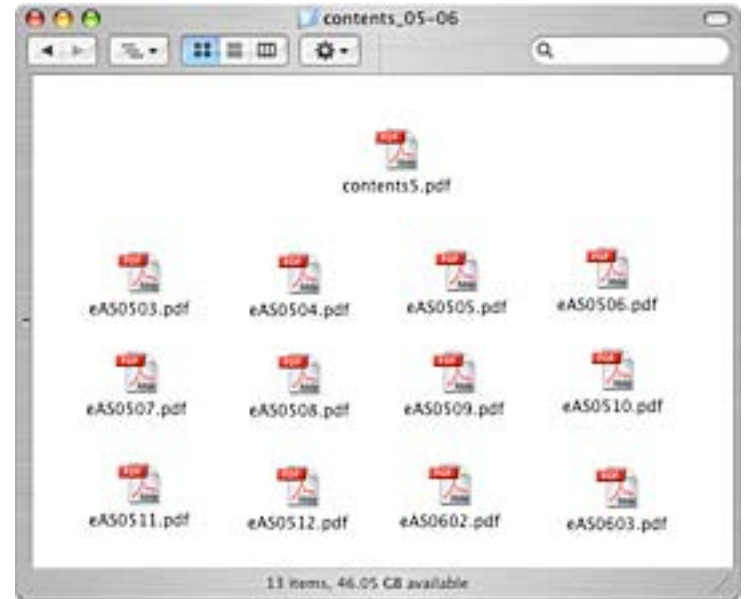 contents_05-06
contents5.pdf
eAS0503.pdf eAS0504.pdf eAS0505.pdf eAS0506.pdf
eAS0507.pdf eAS0508.pdf eAS0509.pdf eAS0510.pdf
eAS0511.pdf eAS0512.pdf eAS0602.pdf eAS0603.pdf
13 items, 46.05 GB available